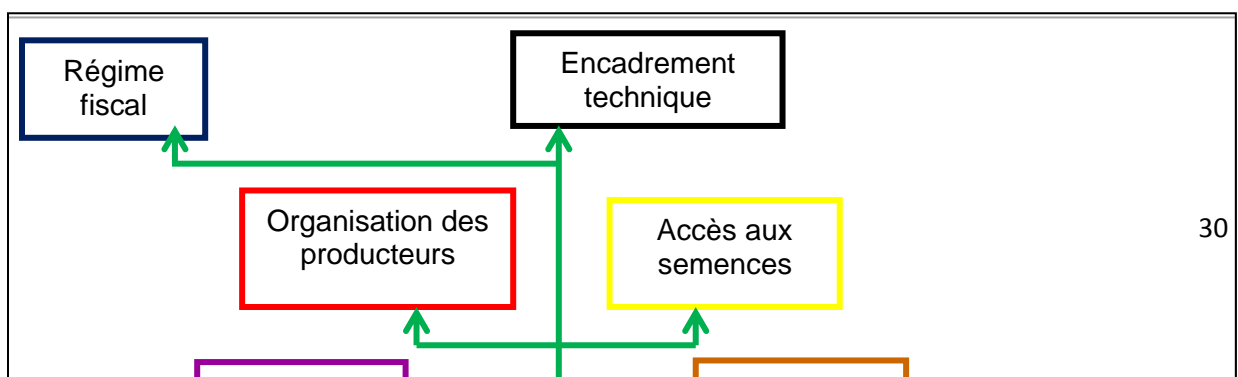 Régime
fiscal
Encadrement
technique
Organisation des
producteurs
Accès aux
semences
30